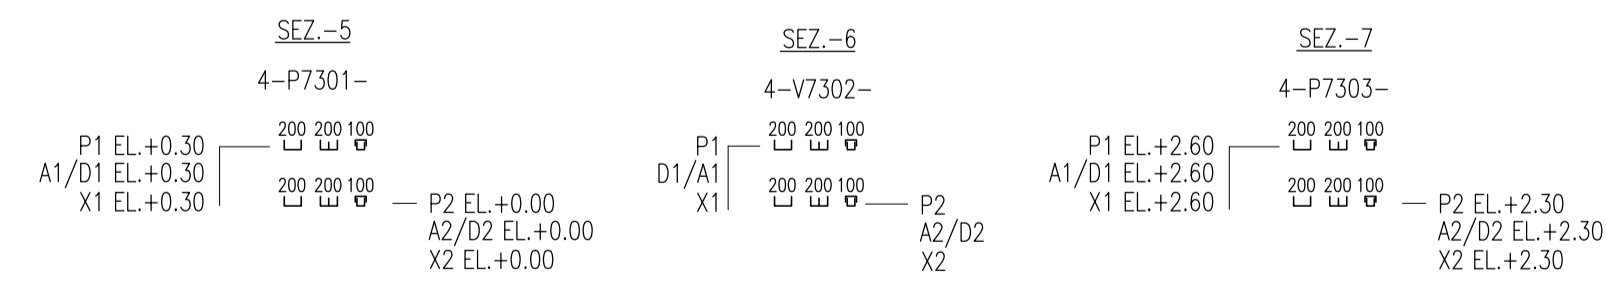 SEZ.-5
4-P7301-
200 200 100
P1 EL.+0.30
A1/D1 EL.+0.30
X1 EL.+0.30
200 200 100
P2 EL.+0.00
A2/D2 EL.+0.00
X2 EL.+0.00
SEZ.-6
4-V7302-
200 200 100
P1
D1/A1
X1
200 200 100
P2
A2/D2
X2
SEZ.-7
4-P7303-
200 200 100
P1 EL.+2.60
A1/D1 EL.+2.60
X1 EL.+2.60
200 200 100
P2 EL.+2.30
A2/D2 EL.+2.30
X2 EL.+2.30